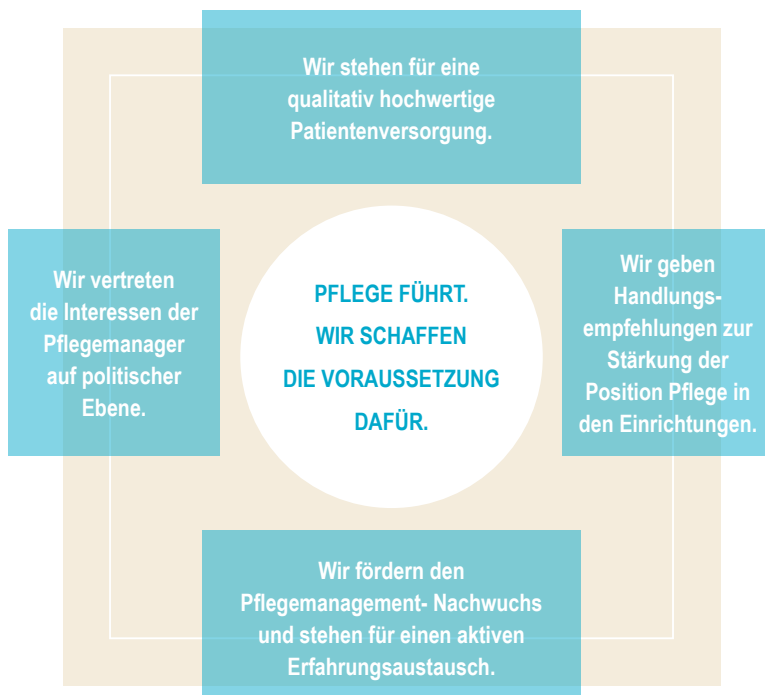 Wir stehen für eine
qualitativ hochwertige
Patientenversorgung.
Wir vertreten
die Interessen der
Pflegemanager
auf politischer
Ebene.
PFLEGE FÜHRT.
WIR SCHAFFEN
DIE VORAUSSETZUNG
DAFÜR.
Wir geben
Handlungs-
empfehlungen zur
Stärkung der
Position Pflege in
den Einrichtungen.
Wir fördern den
Pflegemanagement- Nachwuchs
und stehen für einen aktiven
Erfahrungsaustausch.